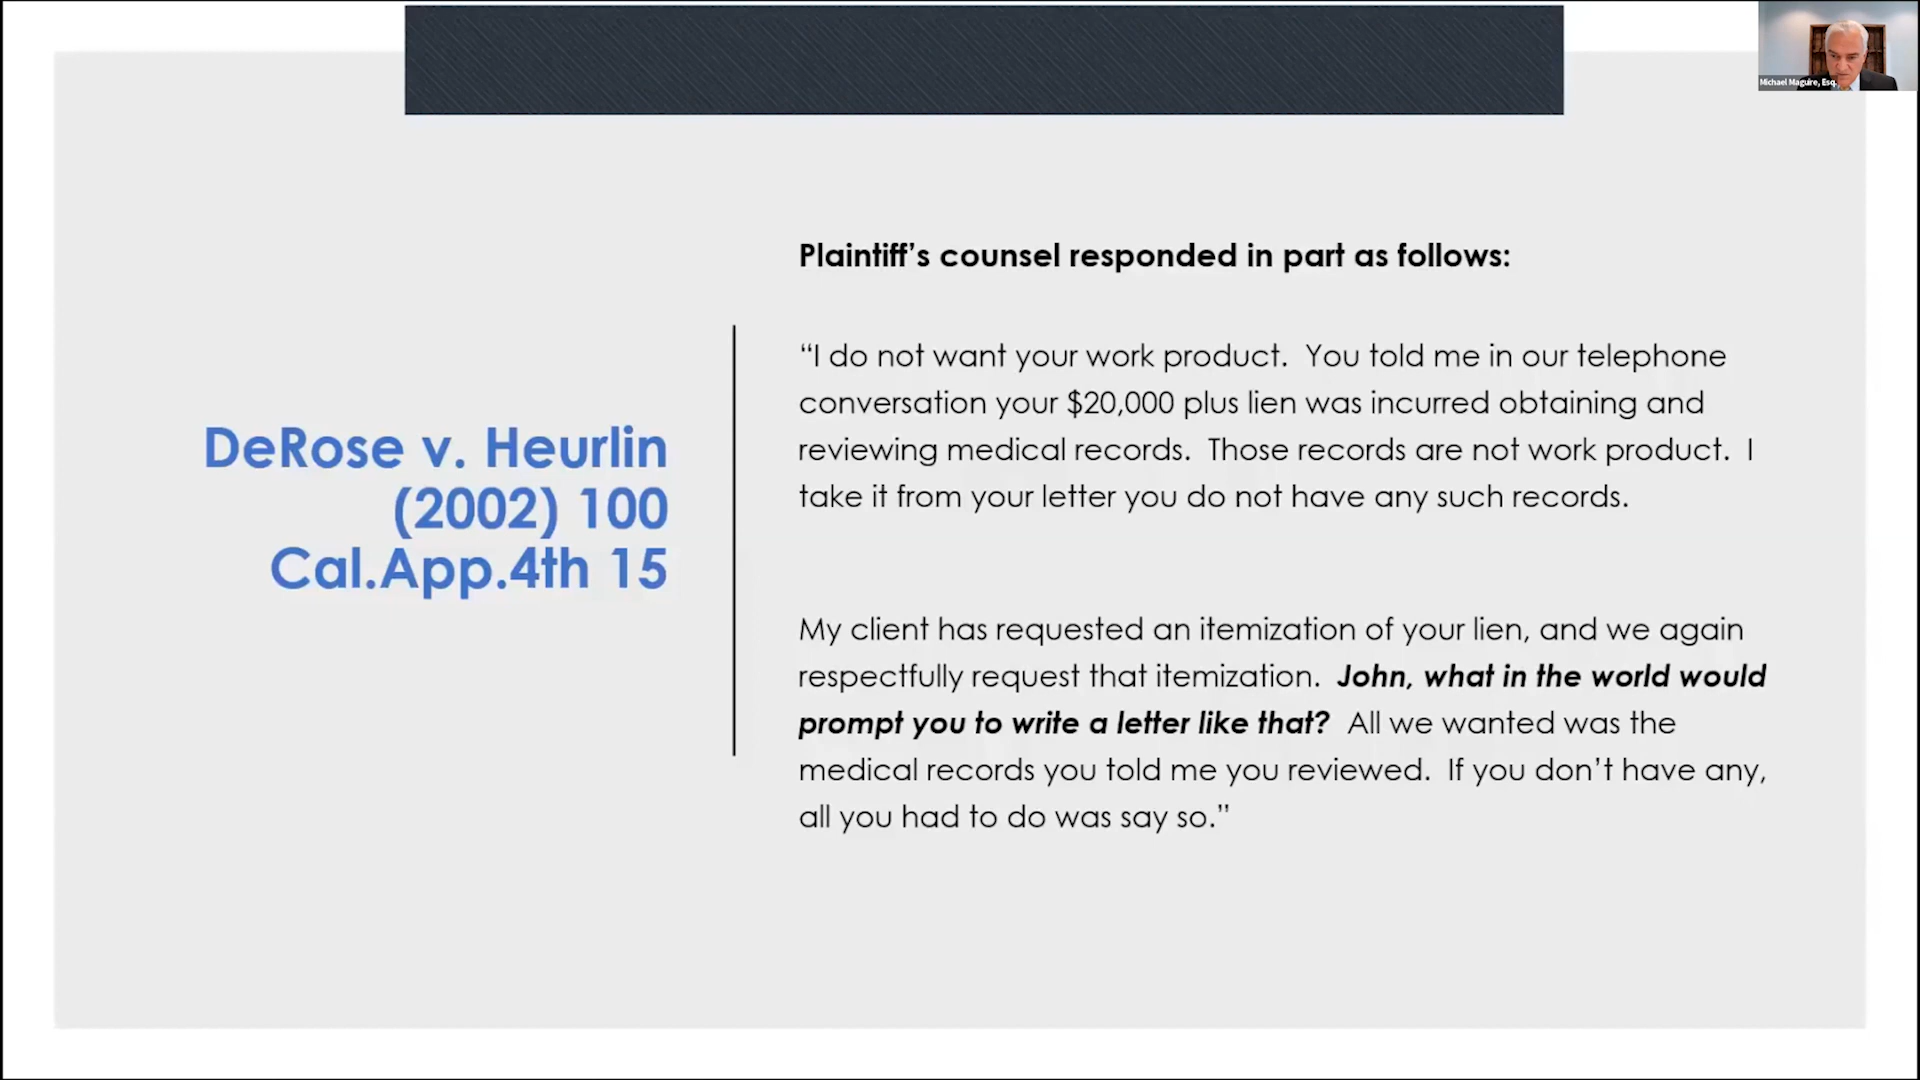 Michael Maguire, Esq.
DeRose v. Heurlin
(2002) 100
Cal.App.4th 15
Plaintiff’s counsel responded in part as follows:
“I do not want your work product. You told me in our telephone
conversation your $20,000 plus lien was incurred obtaining and
reviewing medical records. Those records are not work product. I
take it from your letter you do not have any such records.
My client has requested an itemization of your lien, and we again
respectfully request that itemization. John, what in the world would
prompt you to write a letter like that? All we wanted was the
medical records you told me you reviewed. If you don’t have any,
all you had to do was say so.”